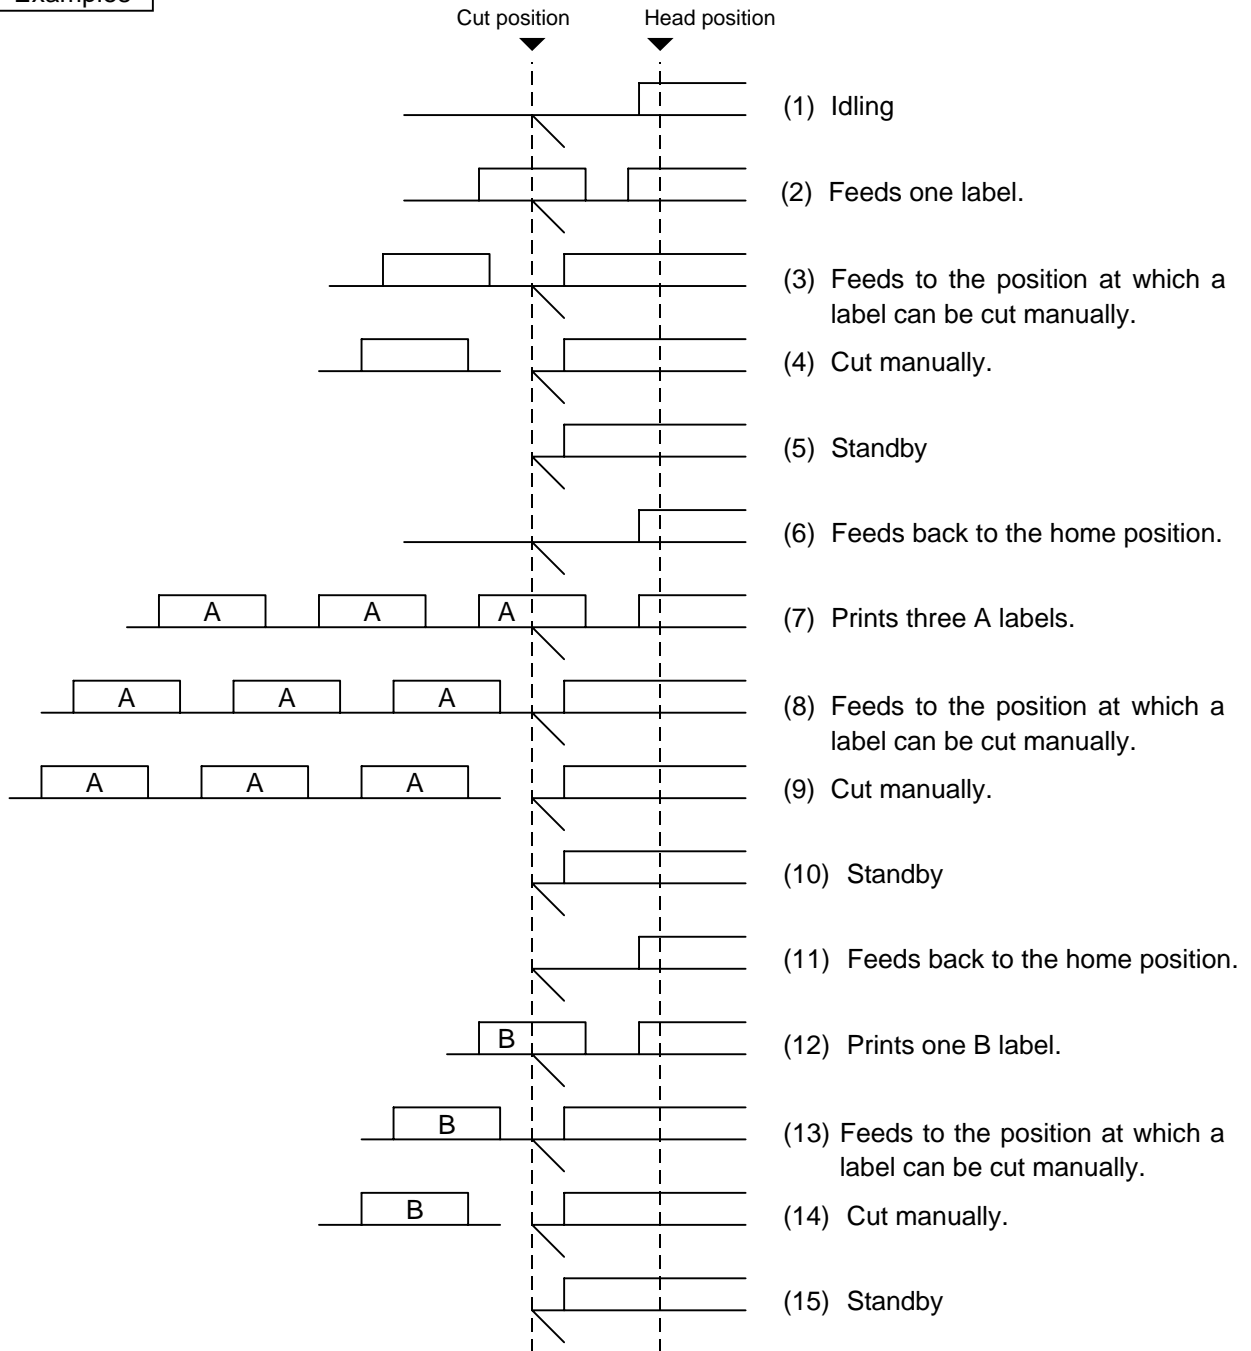 Examples
Cut position Head position
(1) Idling
(2) Feeds one label.
(3) Feeds to the position at which a
label can be cut manually.
(4) Cut manually.
(5) Standby
(6) Feeds back to the home position.
A A A (7) Prints three A labels.
A A A (8) Feeds to the position at which a
label can be cut manually.
A A A (9) Cut manually.
(10) Standby
(11) Feeds back to the home position.
B (12) Prints one B label.
B (13) Feeds to the position at which a
label can be cut manually.
B (14) Cut manually.
(15) Standby